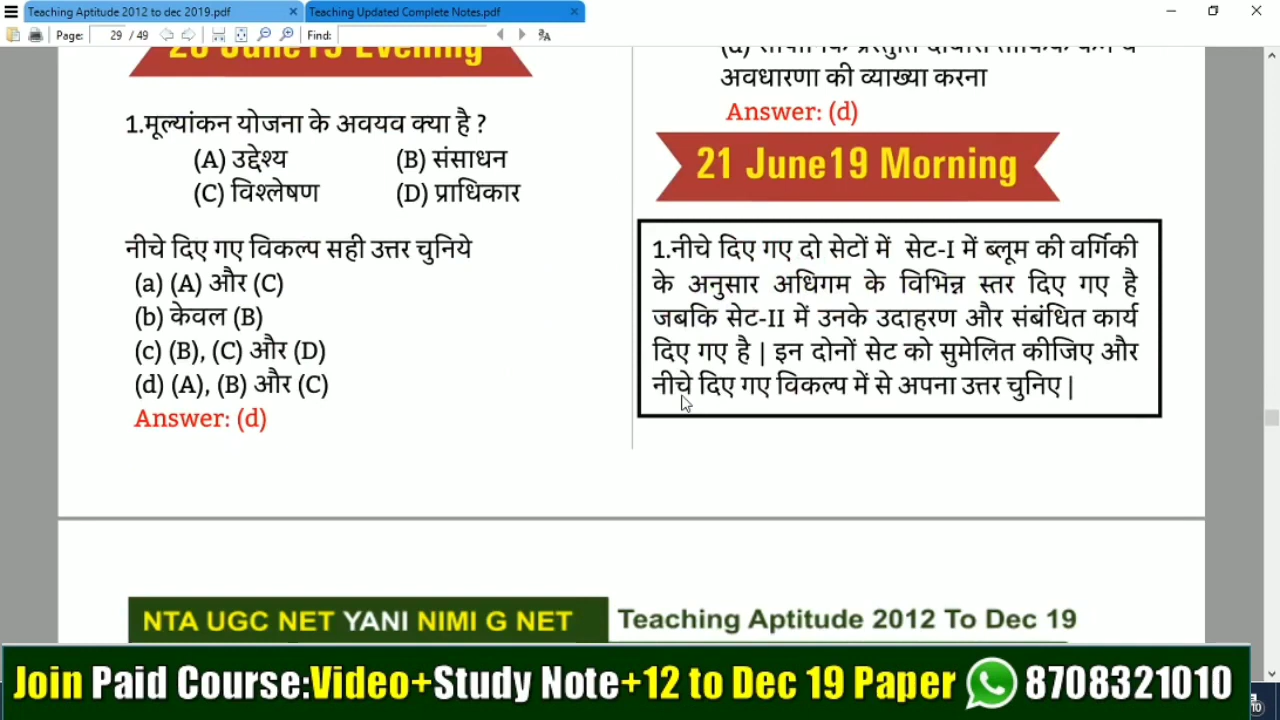 Teaching Aptitude 2012 to dec 2019.pdf
Teaching Updated Complete Notes.pdf
Page: 29 / 49 Find:
20 June19 Evening
1.मूल्यांकन योजना के अवयव क्या है ?
(A) उद्देश्य (B) संसाधन
(C) विश्लेषण (D) प्राधिकार
नीचे दिए गए विकल्प सही उत्तर चुनिये
(a) (A) और (C)
(b) केवल (B)
(c) (B), (C) और (D)
(d) (A), (B) और (C)
Answer: (d)
अवधारणा की व्याख्या करना
Answer: (d)
21 June19 Morning
1.नीचे दिए गए दो सेटों में सेट-I में ब्लूम की वर्गिकी
के अनुसार अधिगम के विभिन्न स्तर दिए गए है
जबकि सेट-II में उनके उदाहरण और संबंधित कार्य
दिए गए है | इन दोनों सेट को सुमेलित कीजिए और
नीचे दिए गए विकल्प में से अपना उत्तर चुनिए |
NTA UGC NET YANI NIMI G NET
Teaching Aptitude 2012 To Dec 19
Join Paid Course:Video+Study Note+12 to Dec 19 Paper 8708321010
10